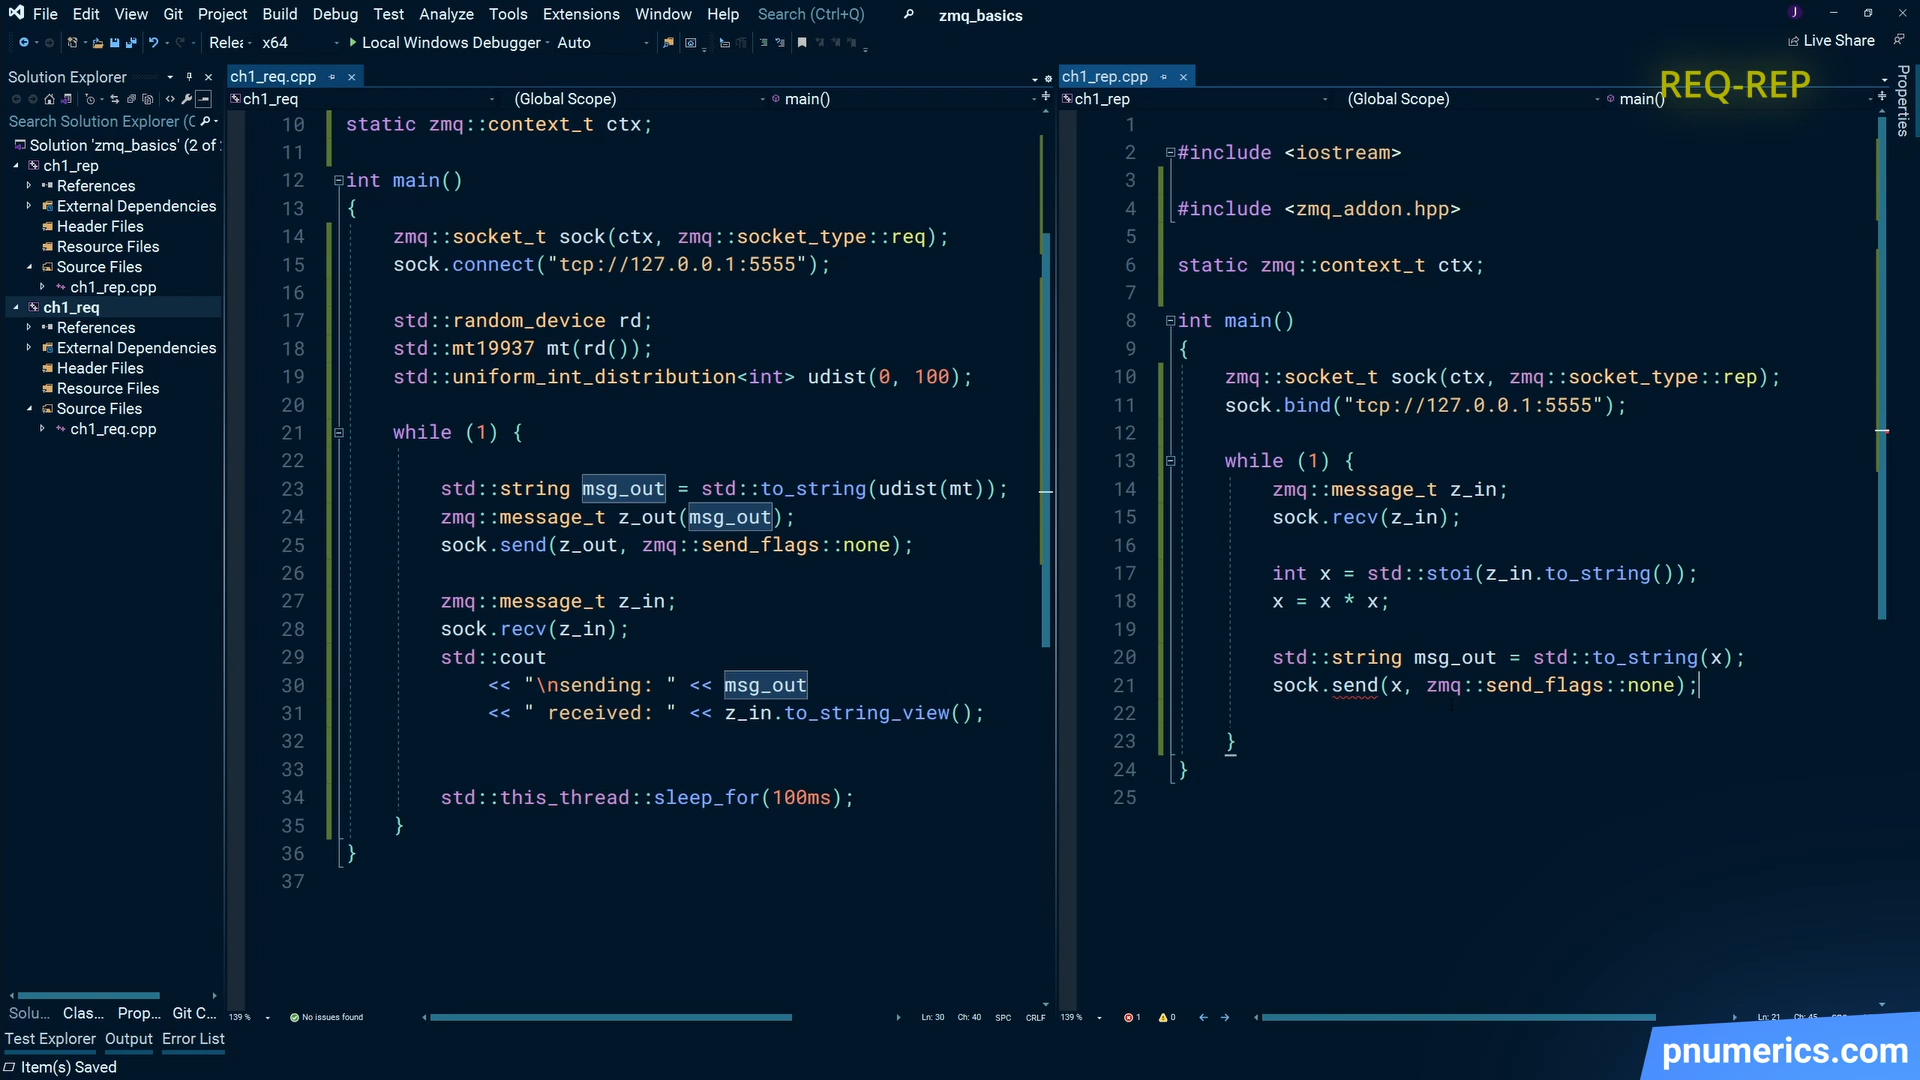 File Edit View Git Project Build Debug Test Analyze Tools Extensions Window Help Search (Ctrl+Q) zmq_basics J
Relea x64 Local Windows Debugger Auto Live Share
Solution Explorer
Search Solution Explorer (C
Solution 'zmq_basics' (2 of 2
ch1_rep
References
External Dependencies
Header Files
Resource Files
Source Files
ch1_rep.cpp
ch1_req
References
External Dependencies
Header Files
Resource Files
Source Files
ch1_req.cpp
Solu... Clas... Prop... Git C...
ch1_req.cpp
ch1_req (Global Scope) main()
10 static zmq::context_t ctx;
11
12 int main()
13 {
14 zmq::socket_t sock(ctx, zmq::socket_type::req);
15 sock.connect("tcp://127.0.0.1:5555");
16
17 std::random_device rd;
18 std::mt19937 mt(rd());
19 std::uniform_int_distribution<int> udist(0, 100);
20
21 while (1) {
22
23 std::string msg_out = std::to_string(udist(mt));
24 zmq::message_t z_out(msg_out);
25 sock.send(z_out, zmq::send_flags::none);
26
27 zmq::message_t z_in;
28 sock.recv(z_in);
29 std::cout
30 << "\nsending: " << msg_out
31 << " received: " << z_in.to_string_view();
32
33
34 std::this_thread::sleep_for(100ms);
35 }
36 }
37
139 % No issues found Ln: 30 Ch: 40 SPC CRLF
ch1_rep.cpp
REQ-REP
ch1_rep (Global Scope) main()
1
2 #include <iostream>
3
4 #include <zmq_addon.hpp>
5
6 static zmq::context_t ctx;
7
8 int main()
9 {
10 zmq::socket_t sock(ctx, zmq::socket_type::rep);
11 sock.bind("tcp://127.0.0.1:5555");
12
13 while (1) {
14 zmq::message_t z_in;
15 sock.recv(z_in);
16
17 int x = std::stoi(z_in.to_string());
18 x = x * x;
19
20 std::string msg_out = std::to_string(x);
21 sock.send(x, zmq::send_flags::none);
22
23 }
24 }
25
139 % 1 0 Ln: 21 Ch: 45
Properties
Test Explorer Output Error List
Item(s) Saved
pnumerics.com